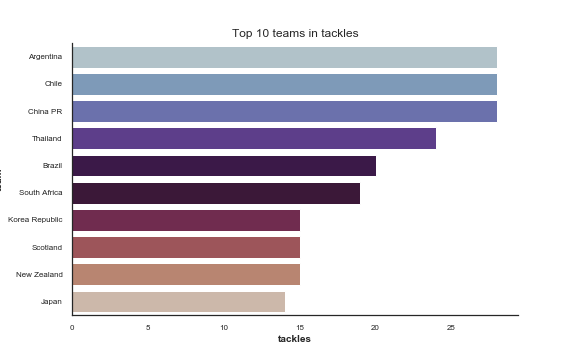 Top 10 teams in tackles
Argentina
Chile
China PR
Thailand
Brazil
South Africa
Korea Republic
Scotland
New Zealand
Japan
0 5 10 15 20 25
tackles